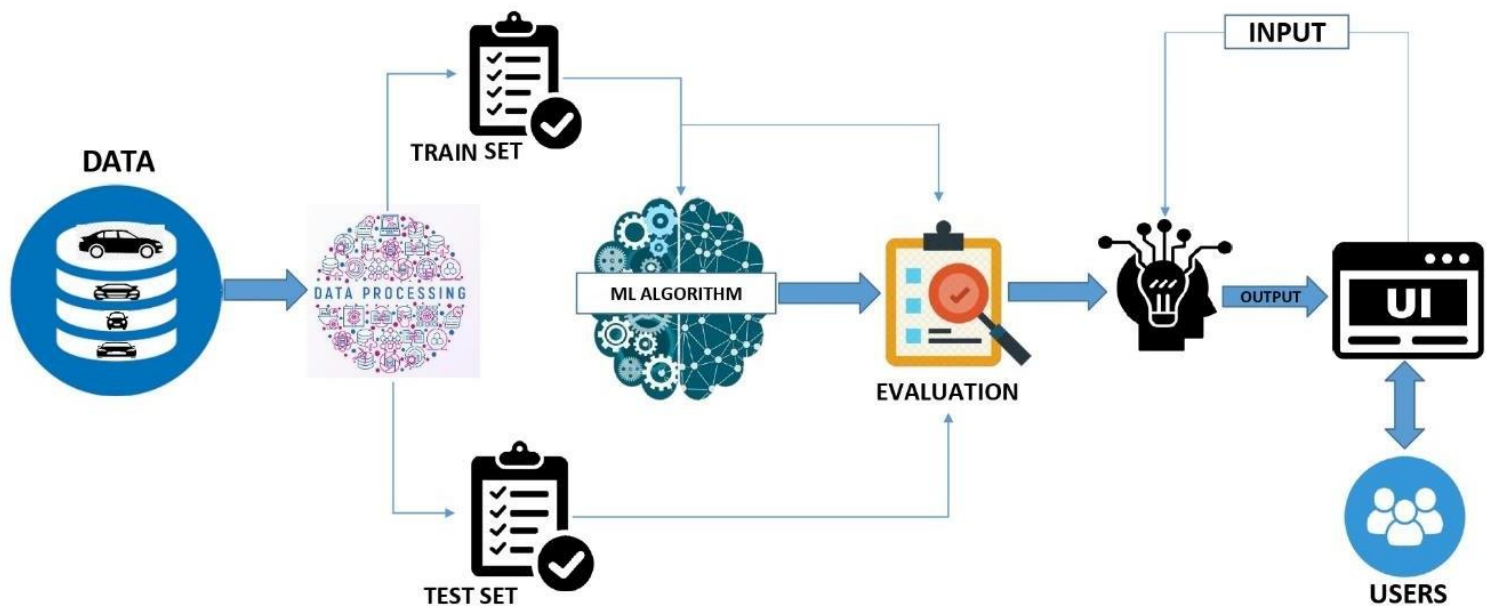 INPUT
TRAIN SET
DATA
DATA PROCESSING
ML ALGORITHM
OUTPUT
UI
EVALUATION
TEST SET
USERS